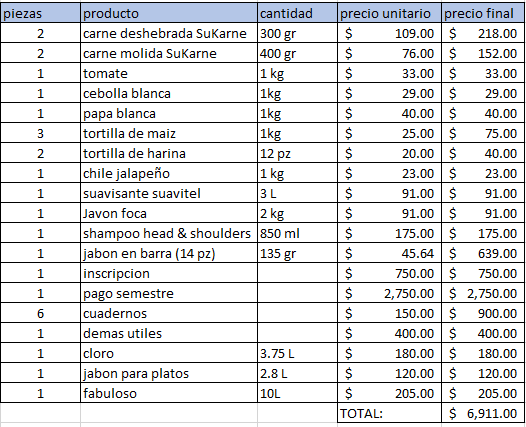 piezas producto cantidad precio unitario precio final
2 carne deshebrada SuKarne 300 gr $ 109.00 $ 218.00
2 carne molida SuKarne 400 gr $ 76.00 $ 152.00
1 tomate 1 kg $ 33.00 $ 33.00
1 cebolla blanca 1kg $ 29.00 $ 29.00
1 papa blanca 1kg $ 40.00 $ 40.00
3 tortilla de maiz 1kg $ 25.00 $ 75.00
2 tortilla de harina 12 pz $ 20.00 $ 40.00
1 chile jalapeño 1 kg $ 23.00 $ 23.00
1 suavisante suavitel 3 L $ 91.00 $ 91.00
1 Javon foca 2 kg $ 91.00 $ 91.00
1 shampoo head & shoulders 850 ml $ 175.00 $ 175.00
1 jabon en barra (14 pz) 135 gr $ 45.64 $ 639.00
1 inscripcion $ 750.00 $ 750.00
1 pago semestre $ 2,750.00 $ 2,750.00
6 cuadernos $ 150.00 $ 900.00
1 demas utiles $ 400.00 $ 400.00
1 cloro 3.75 L $ 180.00 $ 180.00
1 jabon para platos 2.8 L $ 120.00 $ 120.00
1 fabuloso 10L $ 205.00 $ 205.00
TOTAL: $ 6,911.00